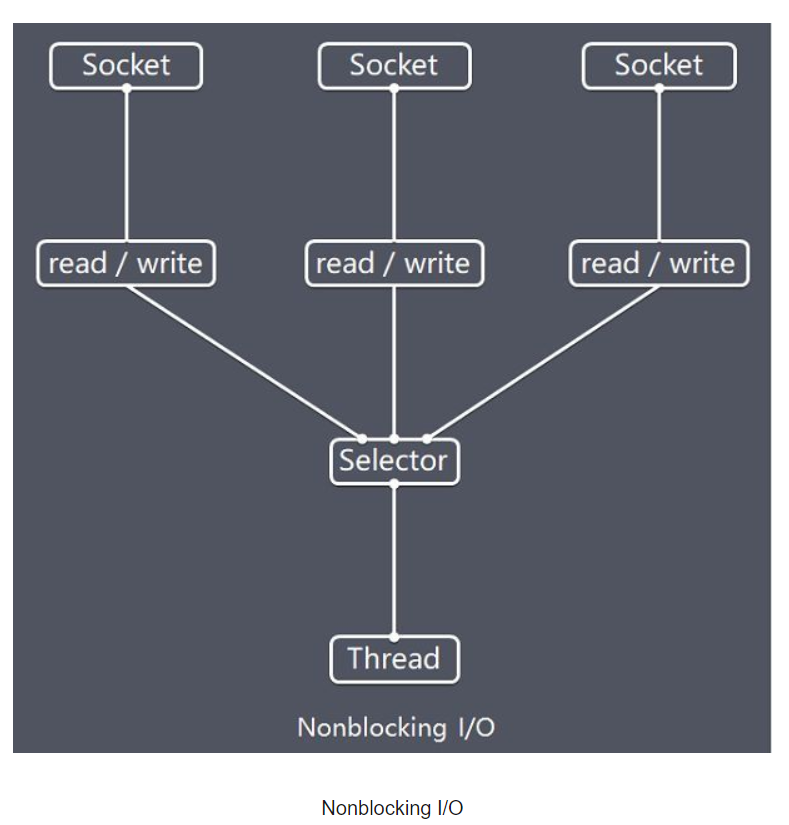 Socket Socket Socket
read / write read / write read / write
Selector
Thread
Nonblocking I/O
Nonblocking I/O